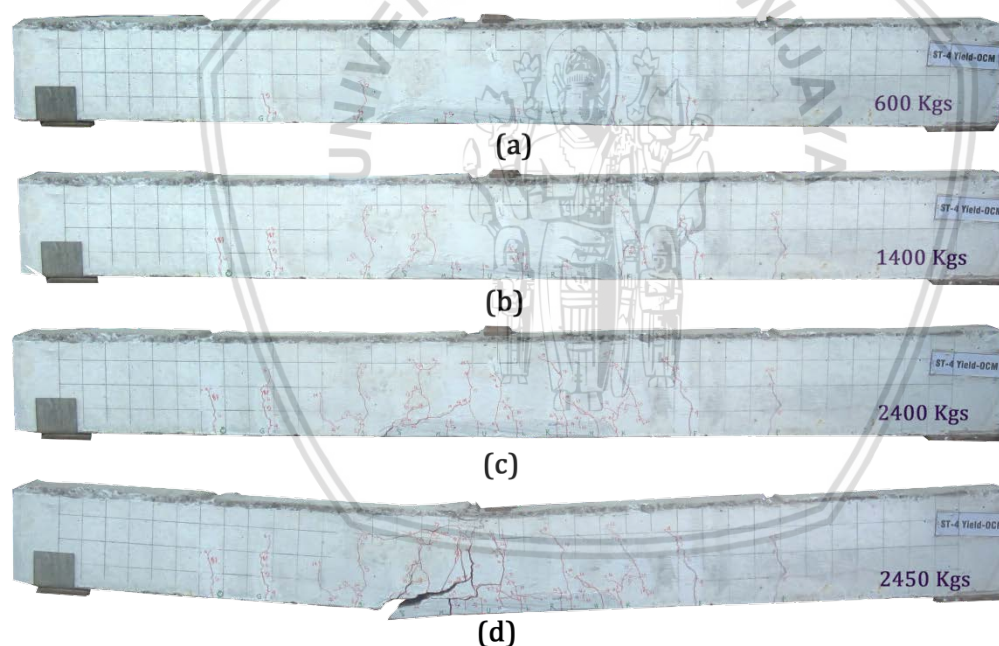 ST-4 Yield-OCM
600 Kgs
(a)
ST-4 Yield-OCM
1400 Kgs
(b)
ST-4 Yield-OCM
2400 Kgs
(c)
ST-4 Yield-OCM
2450 Kgs
(d)